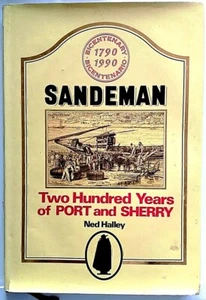 BICENTENARY
1790
1990
BICENTENARIO
SANDEMAN
Two Hundred Years
of PORT and SHERRY
Ned Halley